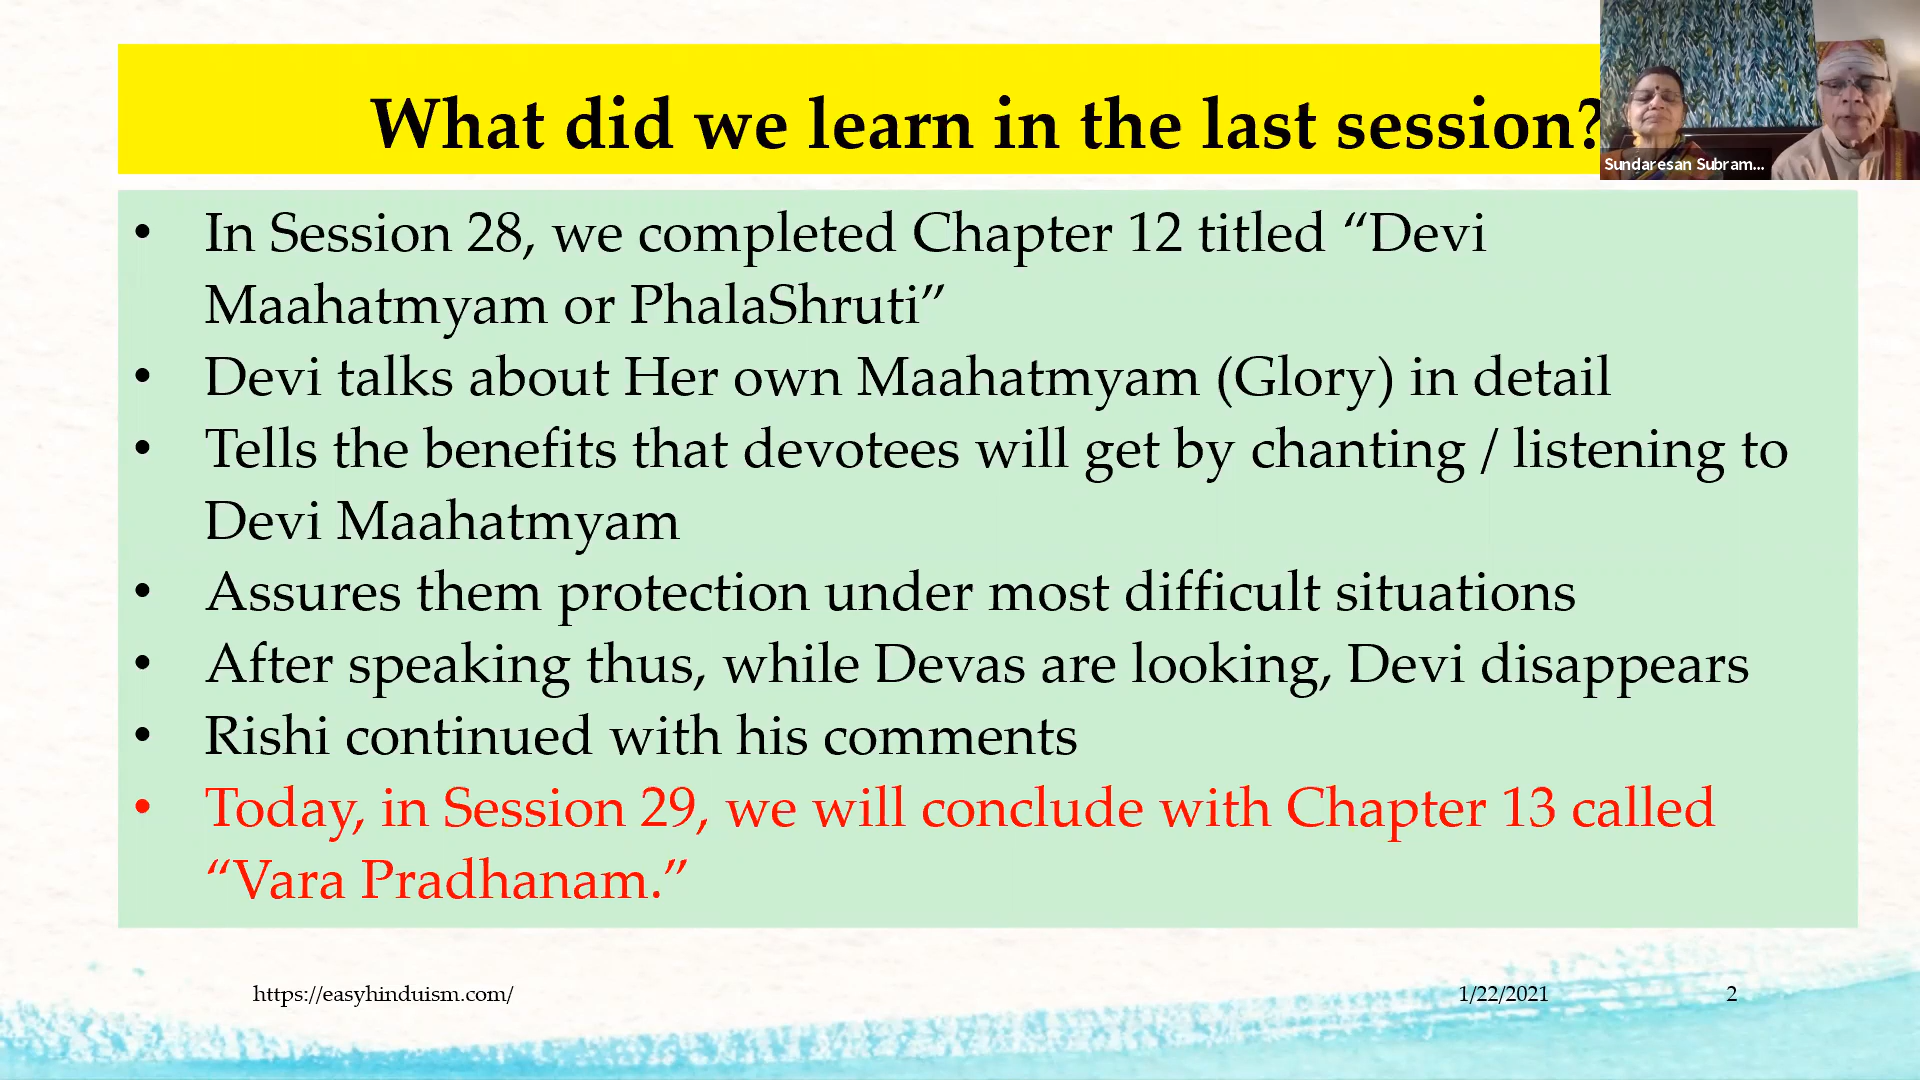 What did we learn in the last session?
Sundaresan Subram...
• In Session 28, we completed Chapter 12 titled “Devi
Maahatmyam or PhalaShruti”
• Devi talks about Her own Maahatmyam (Glory) in detail
• Tells the benefits that devotees will get by chanting / listening to
Devi Maahatmyam
• Assures them protection under most difficult situations
• After speaking thus, while Devas are looking, Devi disappears
• Rishi continued with his comments
• Today, in Session 29, we will conclude with Chapter 13 called
“Vara Pradhanam.”
https://easyhinduism.com/ 1/22/2021 2